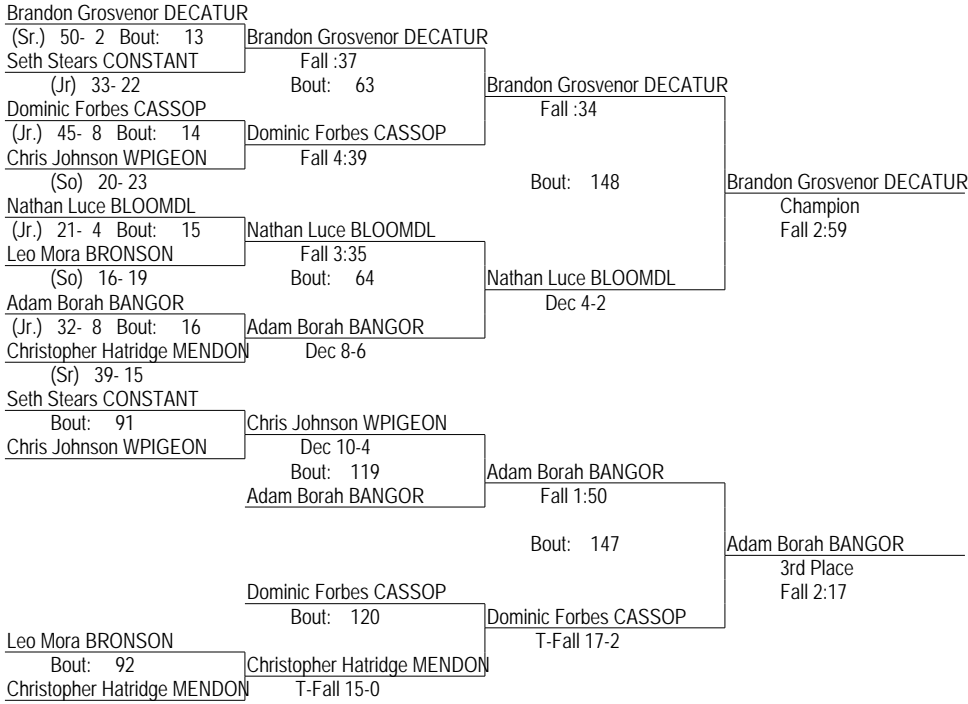 Brandon Grosvenor DECATUR
(Sr.) 50- 2 Bout: 13 Brandon Grosvenor DECATUR
Seth Stears CONSTANT Fall :37
(Jr) 33- 22 Bout: 63 Brandon Grosvenor DECATUR
Dominic Forbes CASSOP Fall :34
(Jr.) 45- 8 Bout: 14 Dominic Forbes CASSOP
Chris Johnson WPIGEON Fall 4:39
(So) 20- 23 Bout: 148 Brandon Grosvenor DECATUR
Nathan Luce BLOOMDL Champion
(Jr.) 21- 4 Bout: 15 Nathan Luce BLOOMDL Fall 2:59
Leo Mora BRONSON Fall 3:35
(So) 16- 19 Bout: 64 Nathan Luce BLOOMDL
Adam Borah BANGOR Dec 4-2
(Jr.) 32- 8 Bout: 16 Adam Borah BANGOR
Christopher Hatridge MENDON Dec 8-6
(Sr) 39- 15
Seth Stears CONSTANT
Bout: 91 Chris Johnson WPIGEON
Chris Johnson WPIGEON Dec 10-4
Bout: 119 Adam Borah BANGOR
Adam Borah BANGOR Fall 1:50
Bout: 147 Adam Borah BANGOR
3rd Place
Dominic Forbes CASSOP Fall 2:17
Bout: 120 Dominic Forbes CASSOP
Leo Mora BRONSON T-Fall 17-2
Bout: 92 Christopher Hatridge MENDON
Christopher Hatridge MENDON T-Fall 15-0